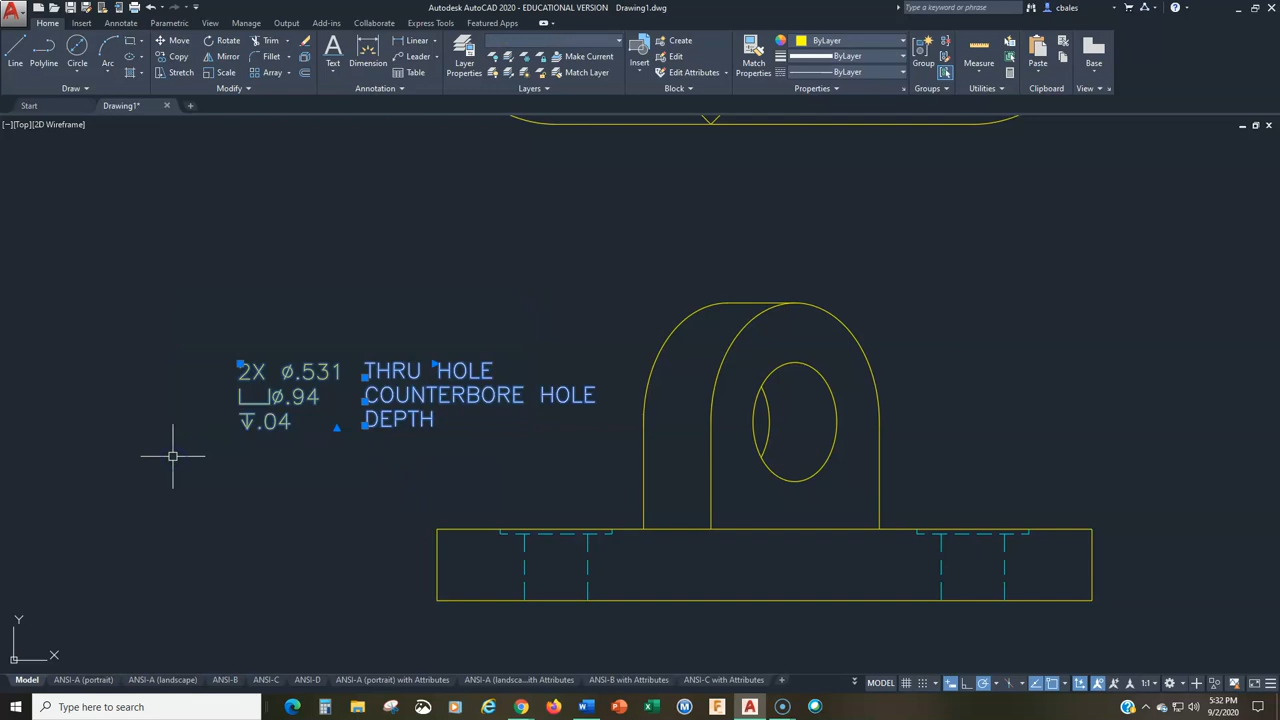 Autodesk AutoCAD 2020 - EDUCATIONAL VERSION Drawing1.dwg
Type a keyword or phrase
cbales
Home Insert Annotate Parametric View Manage Output Add-ins Collaborate Express Tools Featured Apps
Line Polyline Circle Arc
Move Rotate Trim
Copy Mirror Fillet
Stretch Scale Array
Text Dimension
Linear
Leader
Table
Layer Properties
Make Current
Match Layer
Insert
Create
Edit
Edit Attributes
Match Properties
ByLayer
ByLayer
ByLayer
Group
Measure
Paste
Base
Draw Modify Annotation Layers Block Properties Groups Utilities Clipboard View
Start Drawing1*
[−][Top][2D Wireframe]
2X ⌀.531 THRU HOLE
⌴⌀.94 COUNTERBORE HOLE
↧.04 DEPTH
Y
X
Model ANSI-A (portrait) ANSI-A (landscape) ANSI-B ANSI-C ANSI-D ANSI-A (portrait) with Attributes ANSI-A (landsc...ith Attributes ANSI-B with Attributes ANSI-C with Attributes
MODEL 1:1
Type here to search
5:32 PM
9/2/2020